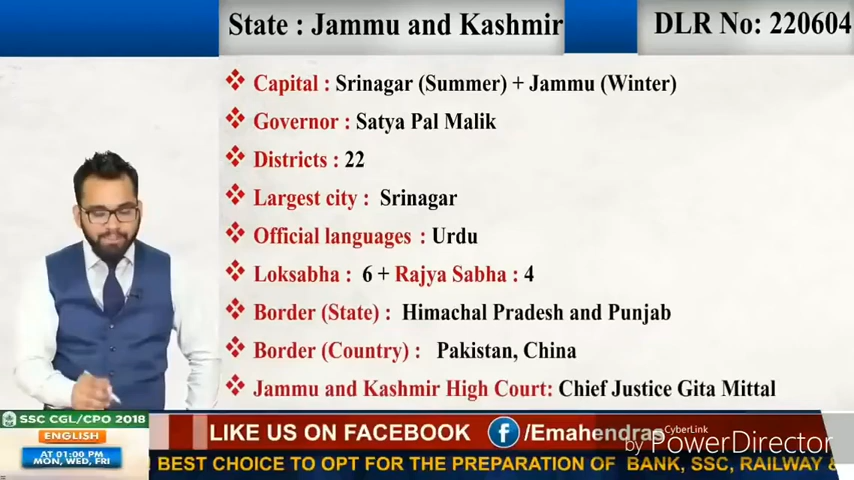 State : Jammu and Kashmir
DLR No: 220604
❖ Capital : Srinagar (Summer) + Jammu (Winter)
❖ Governor : Satya Pal Malik
❖ Districts : 22
❖ Largest city : Srinagar
❖ Official languages : Urdu
❖ Loksabha : 6 + Rajya Sabha : 4
❖ Border (State) : Himachal Pradesh and Punjab
❖ Border (Country) : Pakistan, China
❖ Jammu and Kashmir High Court: Chief Justice Gita Mittal
SSC CGL/CPO 2018
ENGLISH
AT 01:00 PM
MON, WED, FRI
LIKE US ON FACEBOOK f /Emahendras
by CyberLink PowerDirector
! BEST CHOICE TO OPT FOR THE PREPARATION OF BANK, SSC, RAILWAY &